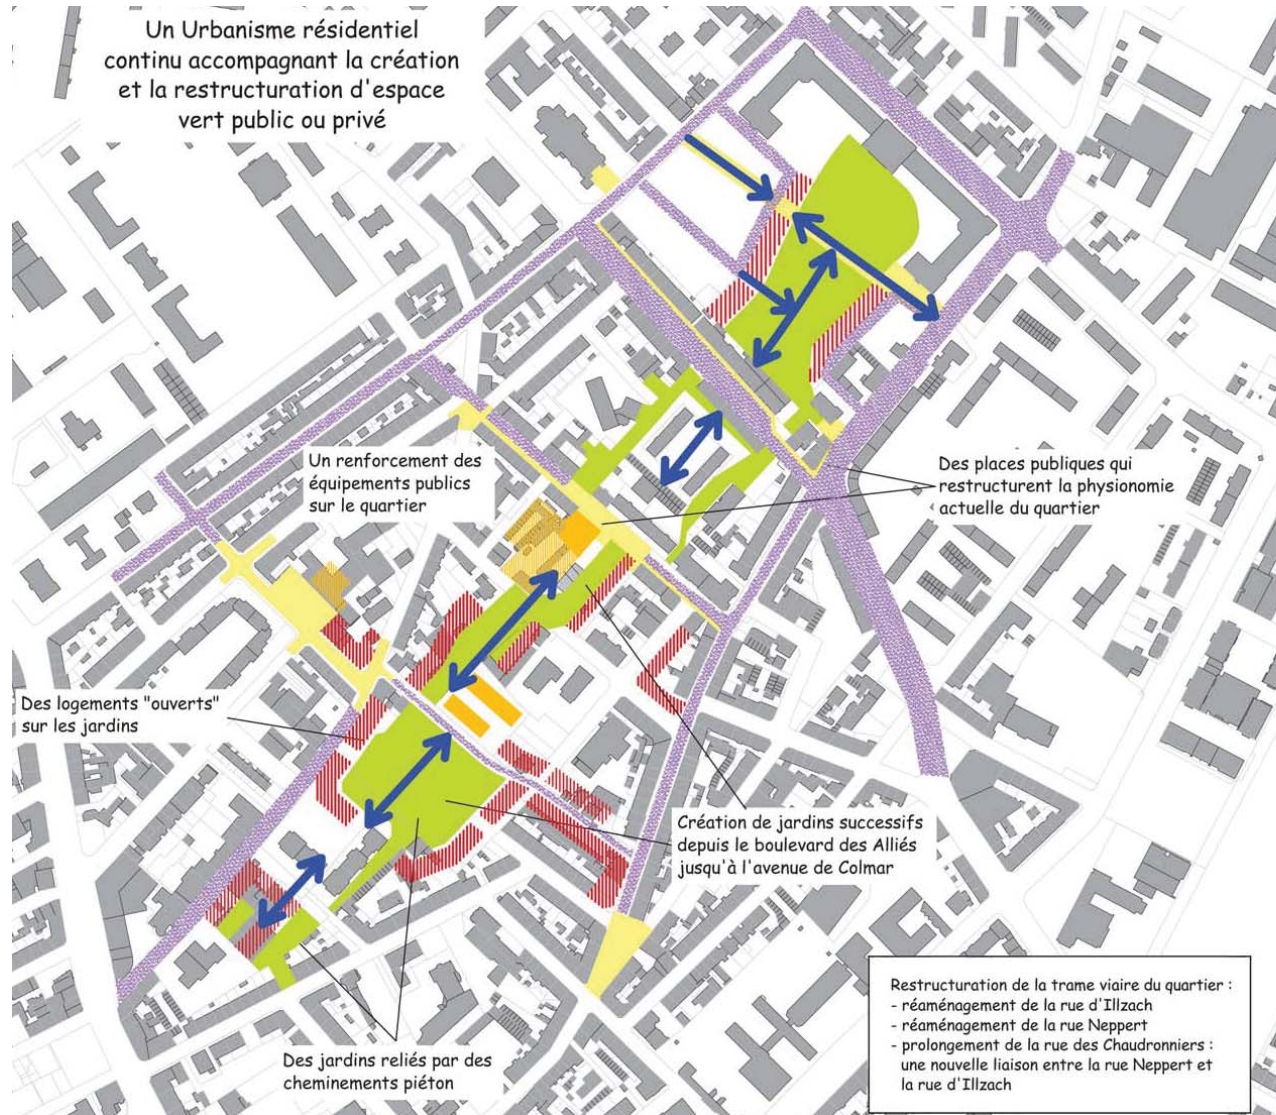 Un Urbanisme résidentiel
continu accompagnant la création
et la restructuration d'espace
vert public ou privé
Un renforcement des
équipements publics
sur le quartier
Des places publiques qui
restructurent la physionomie
actuelle du quartier
Des logements "ouverts"
sur les jardins
Création de jardins successifs
depuis le boulevard des Alliés
jusqu'à l'avenue de Colmar
Des jardins reliés par des
cheminements piéton
Restructuration de la trame viaire du quartier :
- réaménagement de la rue d'Illzach
- réaménagement de la rue Neppert
- prolongement de la rue des Chaudronniers :
une nouvelle liaison entre la rue Neppert et
la rue d'Illzach